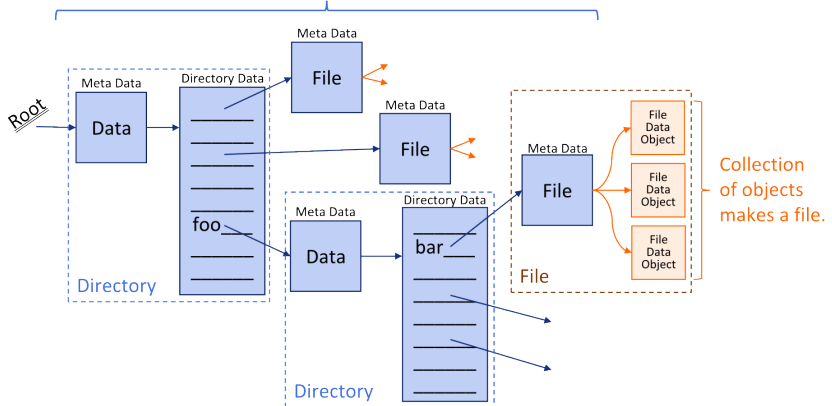 Root
Meta Data
Data
Directory Data
foo
Directory
Meta Data
File
Meta Data
File
Meta Data
Data
Directory Data
bar
Directory
Meta Data
File
File
Data
Object
File
Data
Object
File
Data
Object
File
Collection
of objects
makes a file.